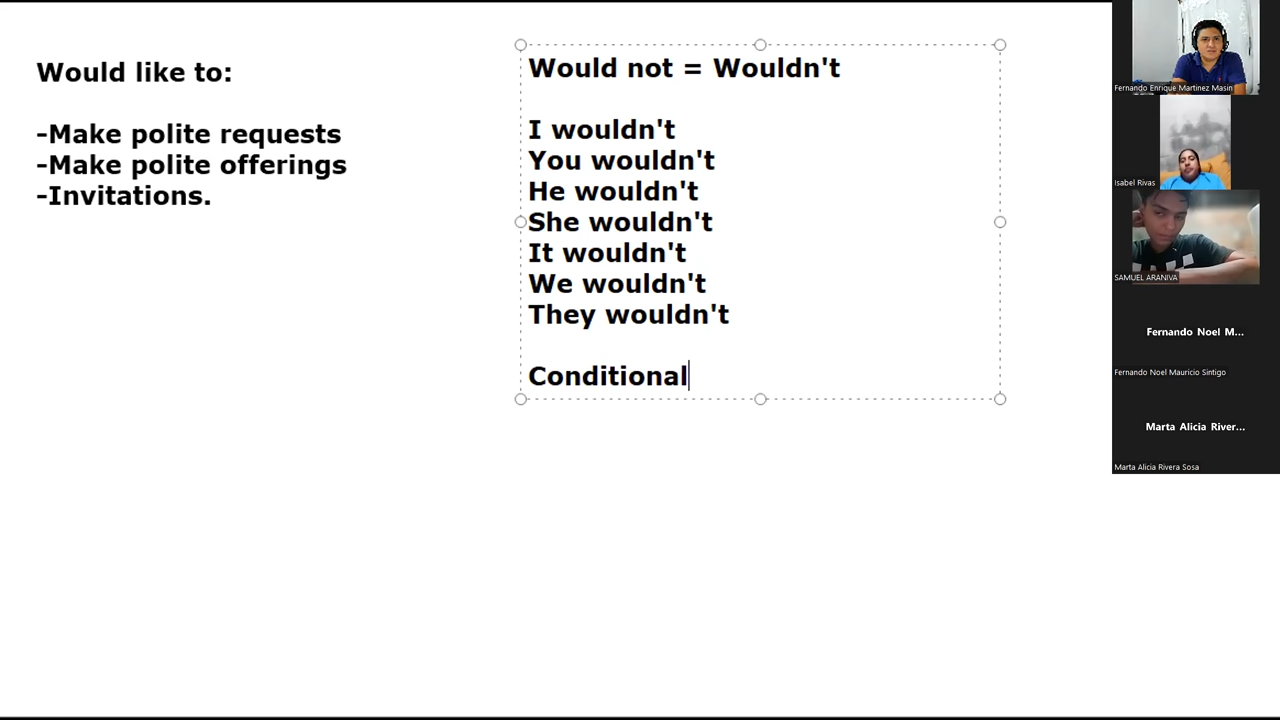 Would like to:
-Make polite requests
-Make polite offerings
-Invitations.
Would not = Wouldn't
I wouldn't
You wouldn't
He wouldn't
She wouldn't
It wouldn't
We wouldn't
They wouldn't
Conditional
Fernando Enrique Martinez Masin
Isabel Rivas
SAMUEL ARANIVA
Fernando Noel M...
Fernando Noel Mauricio Sintigo
Marta Alicia River...
Marta Alicia Rivera Sosa